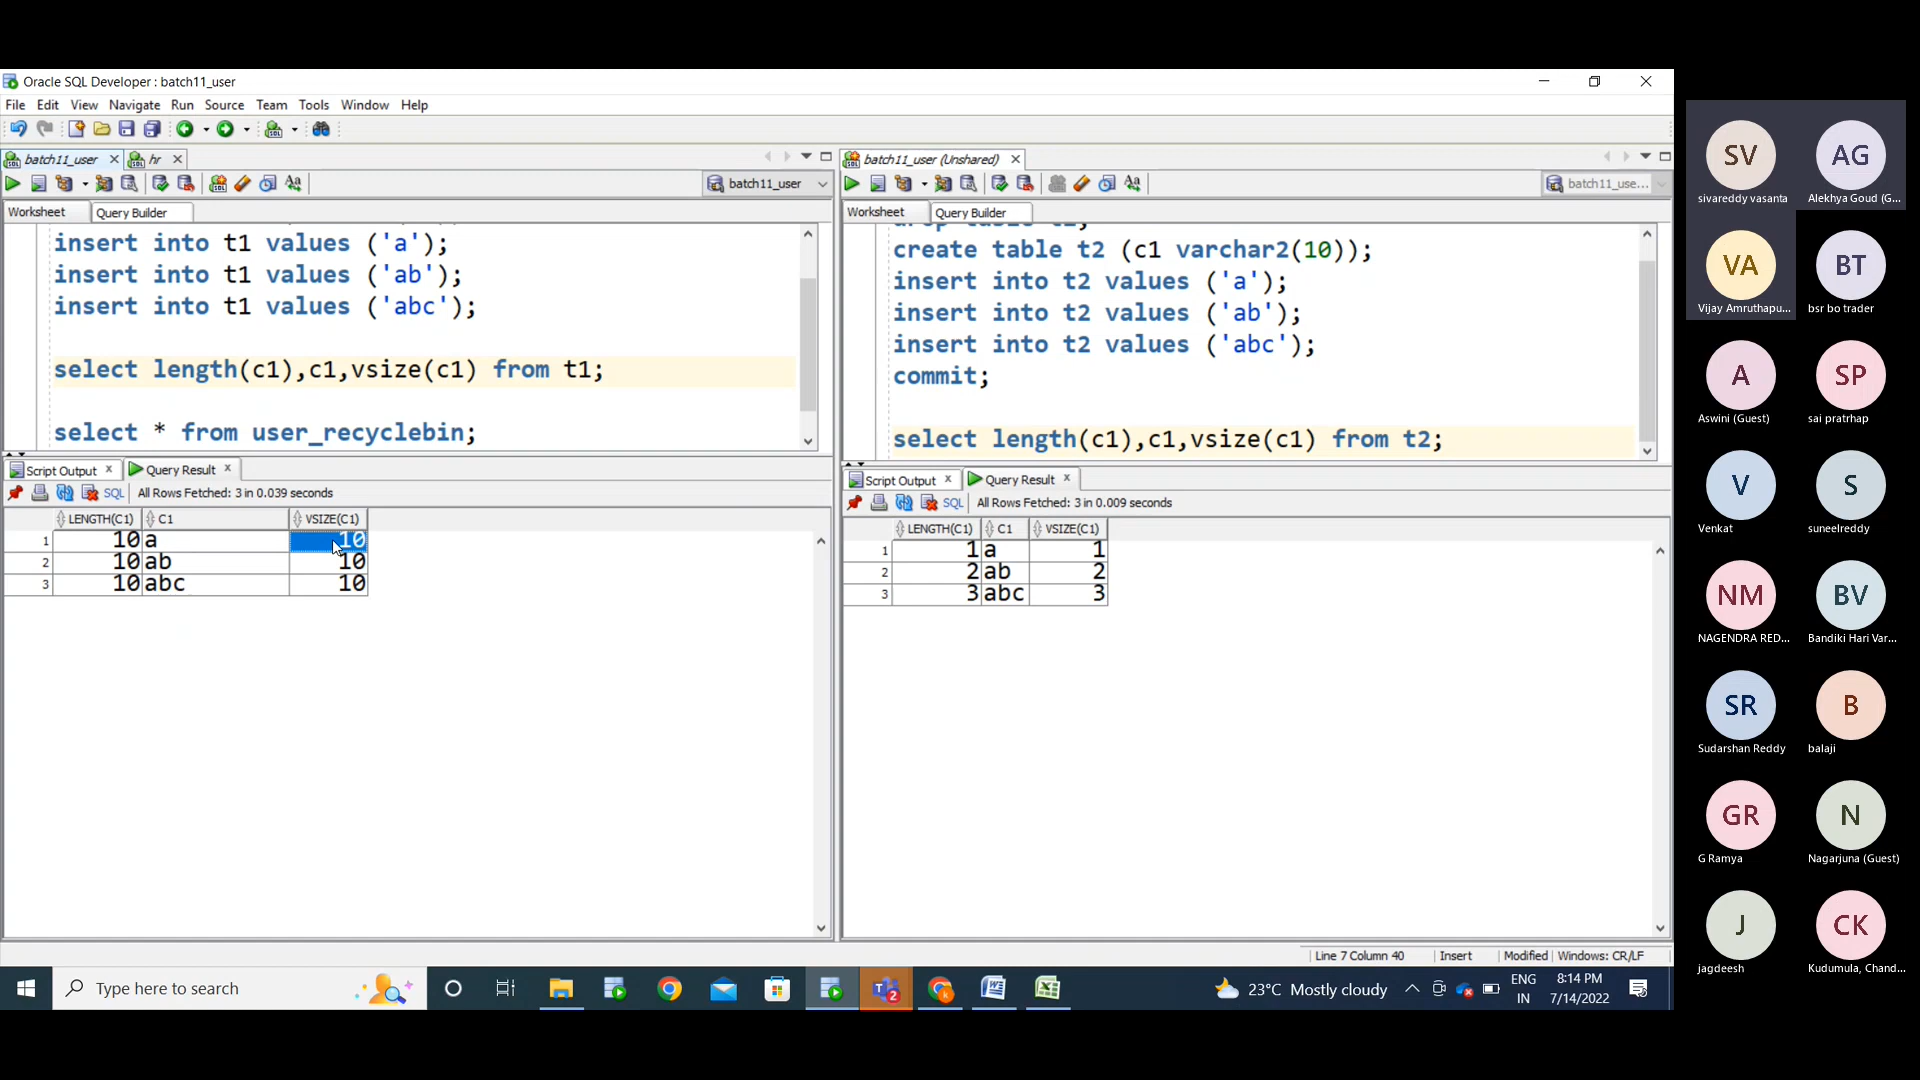 Oracle SQL Developer : batch11_user
File Edit View Navigate Run Source Team Tools Window Help
batch11_user
hr
batch11_user
Worksheet Query Builder
insert into t1 values ('a');
insert into t1 values ('ab');
insert into t1 values ('abc');
select length(c1),c1,vsize(c1) from t1;
select * from user_recyclebin;
Script Output Query Result
SQL All Rows Fetched: 3 in 0.039 seconds
LENGTH(C1) C1 VSIZE(C1)
1 10 a 10
2 10 ab 10
3 10 abc 10
batch11_user (Unshared)
batch11_use...
Worksheet Query Builder
drop table t2;
create table t2 (c1 varchar2(10));
insert into t2 values ('a');
insert into t2 values ('ab');
insert into t2 values ('abc');
commit;
select length(c1),c1,vsize(c1) from t2;
Script Output Query Result
SQL All Rows Fetched: 3 in 0.009 seconds
LENGTH(C1) C1 VSIZE(C1)
1 1 a 1
2 2 ab 2
3 3 abc 3
Line 7 Column 40 Insert Modified Windows: CR/LF
Type here to search
2
23°C Mostly cloudy
ENG
IN
8:14 PM
7/14/2022
SV
sivareddy vasanta
AG
Alekhya Goud (G...
VA
Vijay Amruthapu...
BT
bsr bo trader
A
Aswini (Guest)
SP
sai pratrhap
V
Venkat
S
suneelreddy
NM
NAGENDRA RED...
BV
Bandiki Hari Var...
SR
Sudarshan Reddy
B
balaji
GR
G Ramya
N
Nagarjuna (Guest)
J
jagdeesh
CK
Kudumula, Chand...